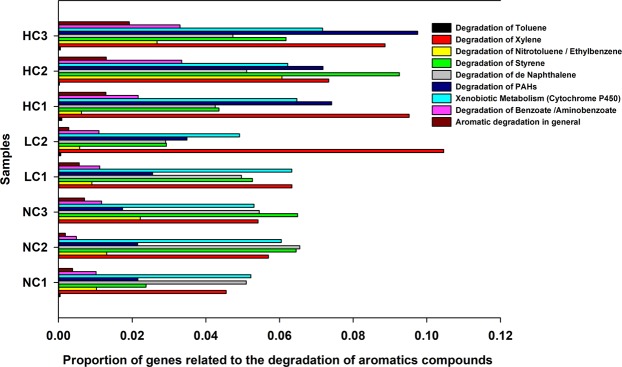 HC3
HC2
HC1
LC2
LC1
NC3
NC2
NC1
Samples
Degradation of Toluene
Degradation of Xylene
Degradation of Nitrotoluene / Ethylbenzene
Degradation of Styrene
Degradation of de Naphthalene
Degradation of PAHs
Xenobiotic Metabolism (Cytochrome P450)
Degradation of Benzoate /Aminobenzoate
Aromatic degradation in general
0.00 0.02 0.04 0.06 0.08 0.10 0.12
Proportion of genes related to the degradation of aromatics compounds